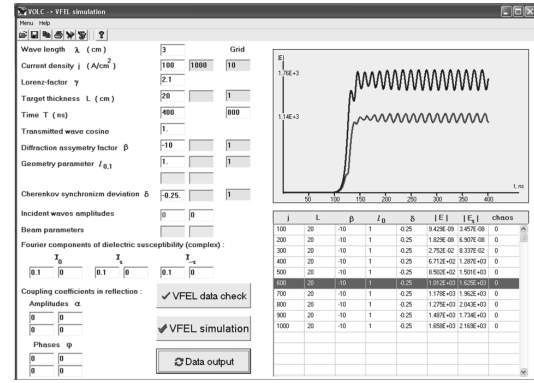 VOLC -> VFEL simulation
Menu Help
Wave length λ ( cm ) 3 Grid
Current density j ( A/cm2 ) 100 1000 10
Lorenz-factor γ 2.1
Target thickness L ( cm ) 20 1
Time T ( ns) 400 800
Transmitted wave cosine 1.
Diffraction assymetry factor β -10 1
Geometry parameter l0,1 1. 1
Cherenkov synchronizm deviation δ -0.25. 1
Incident waves amplitudes 0 0
Beam parameters
Fourier components of dielectric susceptibility (complex) :
χ0 χτ χ-τ
0.1 0 0.1 0 0.1 0
Coupling coefficients in reflection :
Amplitudes α
0 0
0 0
Phases φ
0 0
0 0
VFEL data check
VFEL simulation
Data output
|E|
1.76E+3
1.14E+3
50 100 150 200 250 300 350 400
t, ns
j L β l0 δ | E | | Eτ | chaos
100 20 -10 1 -0.25 9.429E-09 3.457E-08 0
200 20 -10 1 -0.25 1.829E-08 6.907E-08 0
300 20 -10 1 -0.25 2.752E-02 8.337E-02 0
400 20 -10 1 -0.25 6.712E+02 1.287E+03 0
500 20 -10 1 -0.25 8.502E+02 1.501E+03 0
600 20 -10 1 -0.25 1.012E+03 1.625E+03 0
700 20 -10 1 -0.25 1.178E+03 1.962E+03 0
800 20 -10 1 -0.25 1.275E+03 2.043E+03 0
900 20 -10 1 -0.25 1.487E+03 1.734E+03 0
1000 20 -10 1 -0.25 1.658E+03 2.169E+03 0